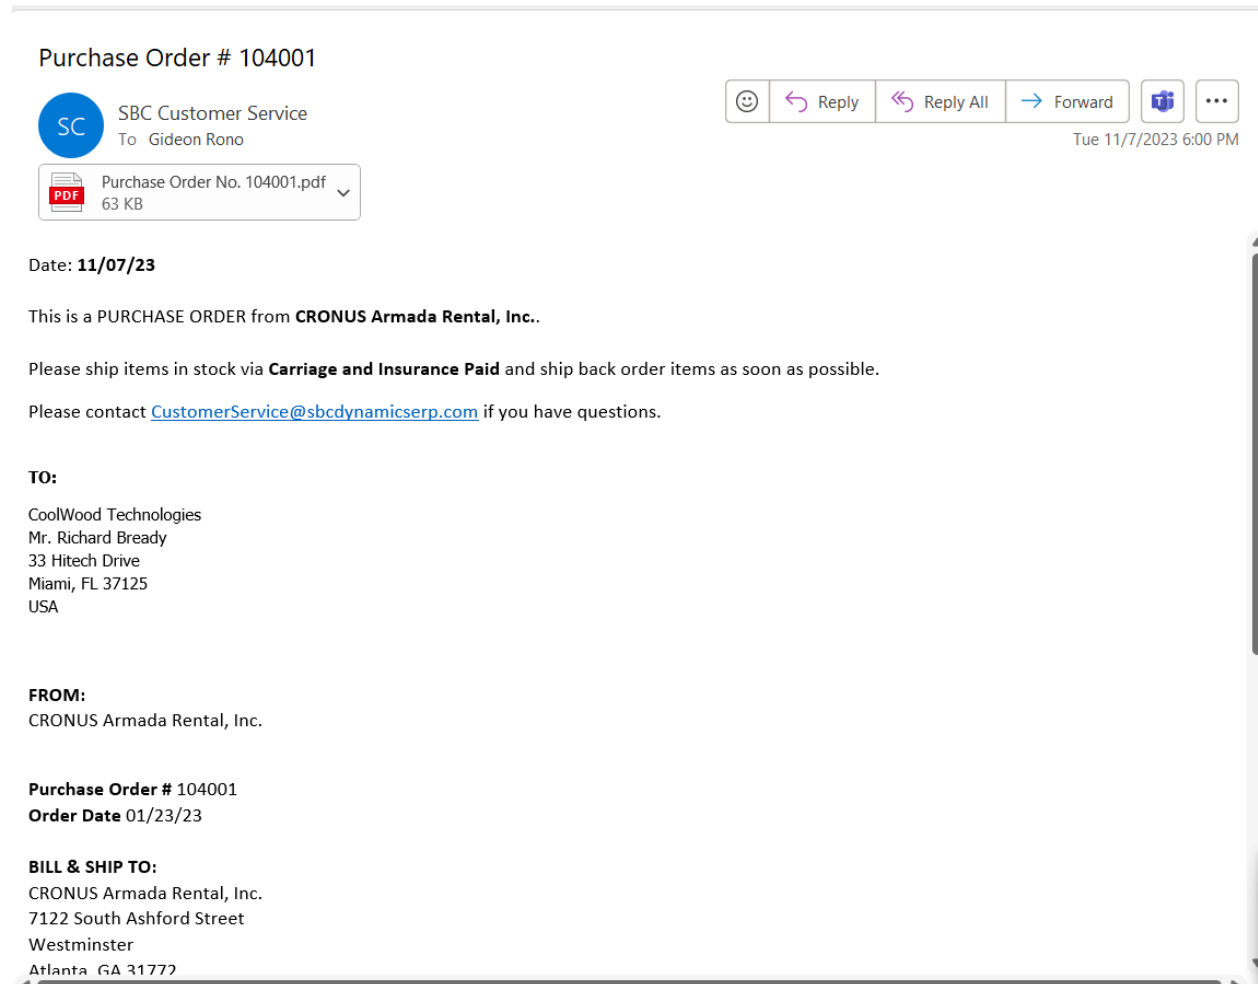 Purchase Order # 104001
SC
SBC Customer Service
To Gideon Rono
Reply
Reply All
Forward
Tue 11/7/2023 6:00 PM
PDF
Purchase Order No. 104001.pdf
63 KB
Date: 11/07/23
This is a PURCHASE ORDER from CRONUS Armada Rental, Inc..
Please ship items in stock via Carriage and Insurance Paid and ship back order items as soon as possible.
Please contact CustomerService@sbcdynamicserp.com if you have questions.
TO:
CoolWood Technologies
Mr. Richard Bready
33 Hitech Drive
Miami, FL 37125
USA
FROM:
CRONUS Armada Rental, Inc.
Purchase Order # 104001
Order Date 01/23/23
BILL & SHIP TO:
CRONUS Armada Rental, Inc.
7122 South Ashford Street
Westminster
Atlanta, GA 31772